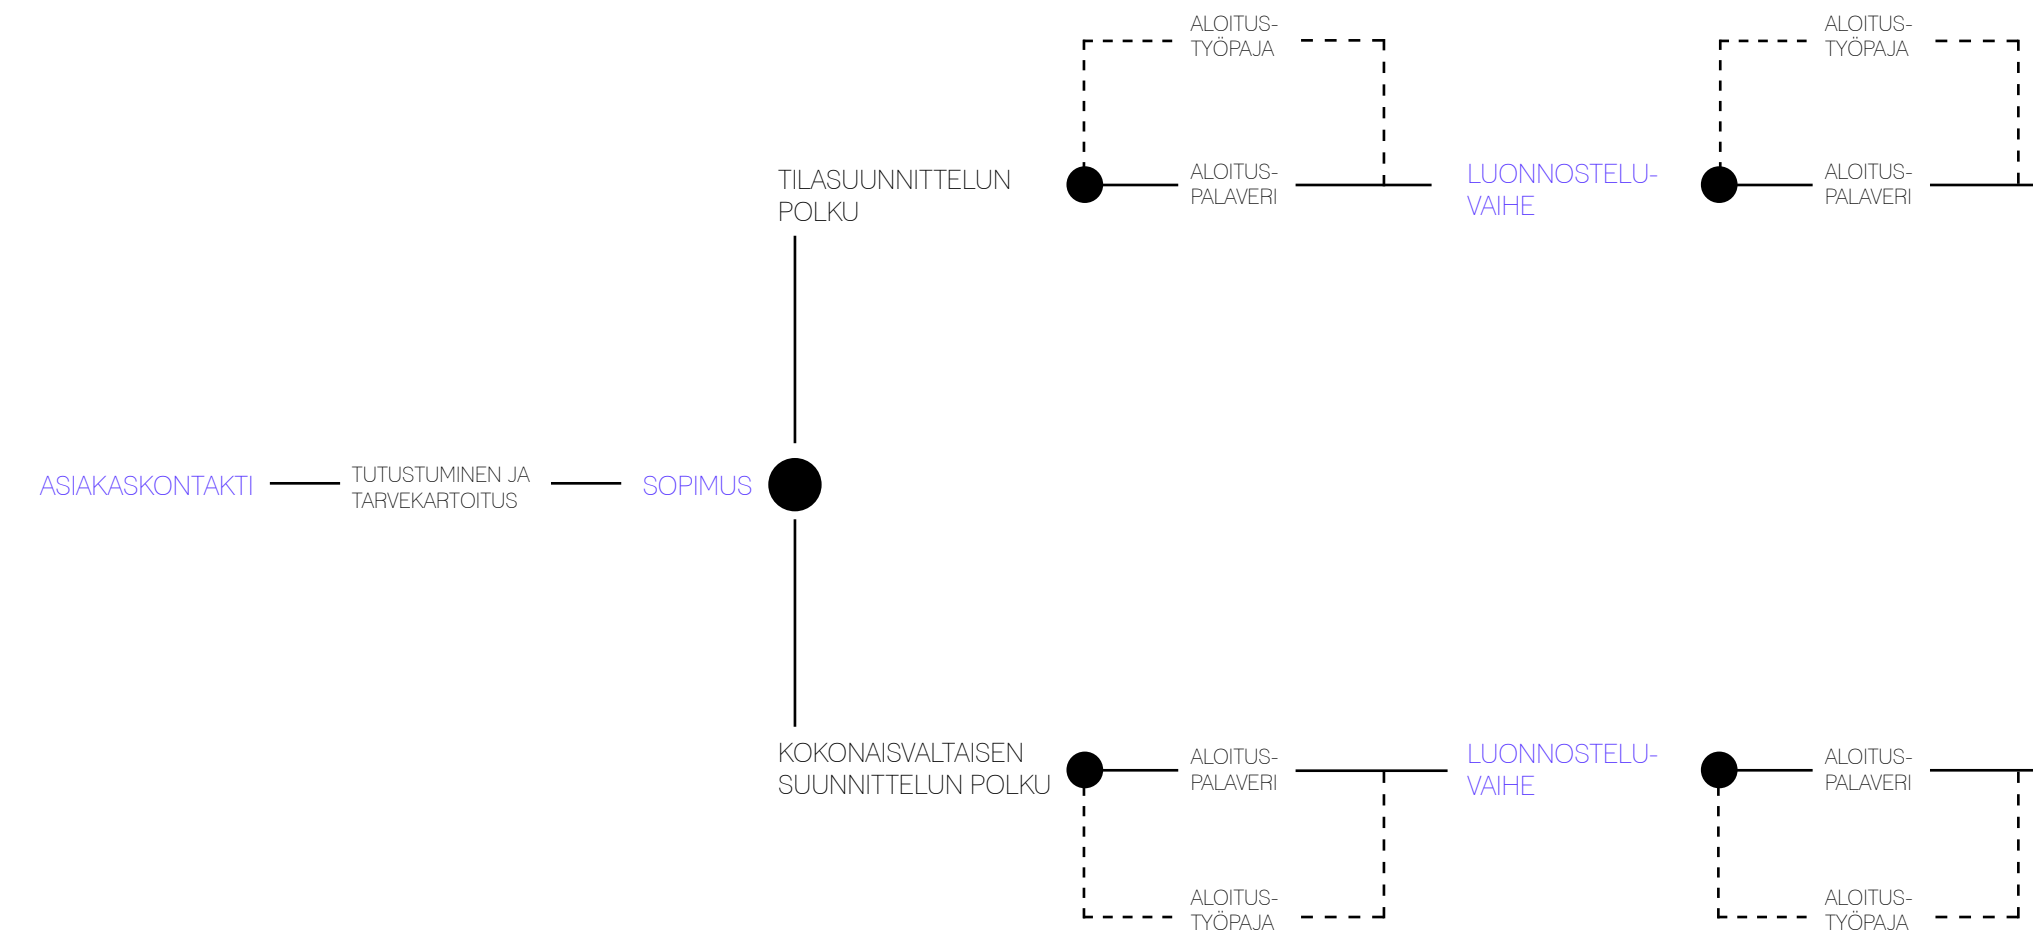 ALOITUS-
TYÖPAJA
ALOITUS-
TYÖPAJA
TILASUUNNITTELUN
POLKU
ALOITUS-
PALAVERI
LUONNOSTELU-
VAIHE
ALOITUS-
PALAVERI
ASIAKASKONTAKTI
TUTUSTUMINEN JA
TARVEKARTOITUS
SOPIMUS
KOKONAISVALTAISEN
SUUNNITTELUN POLKU
ALOITUS-
PALAVERI
LUONNOSTELU-
VAIHE
ALOITUS-
PALAVERI
ALOITUS-
TYÖPAJA
ALOITUS-
TYÖPAJA